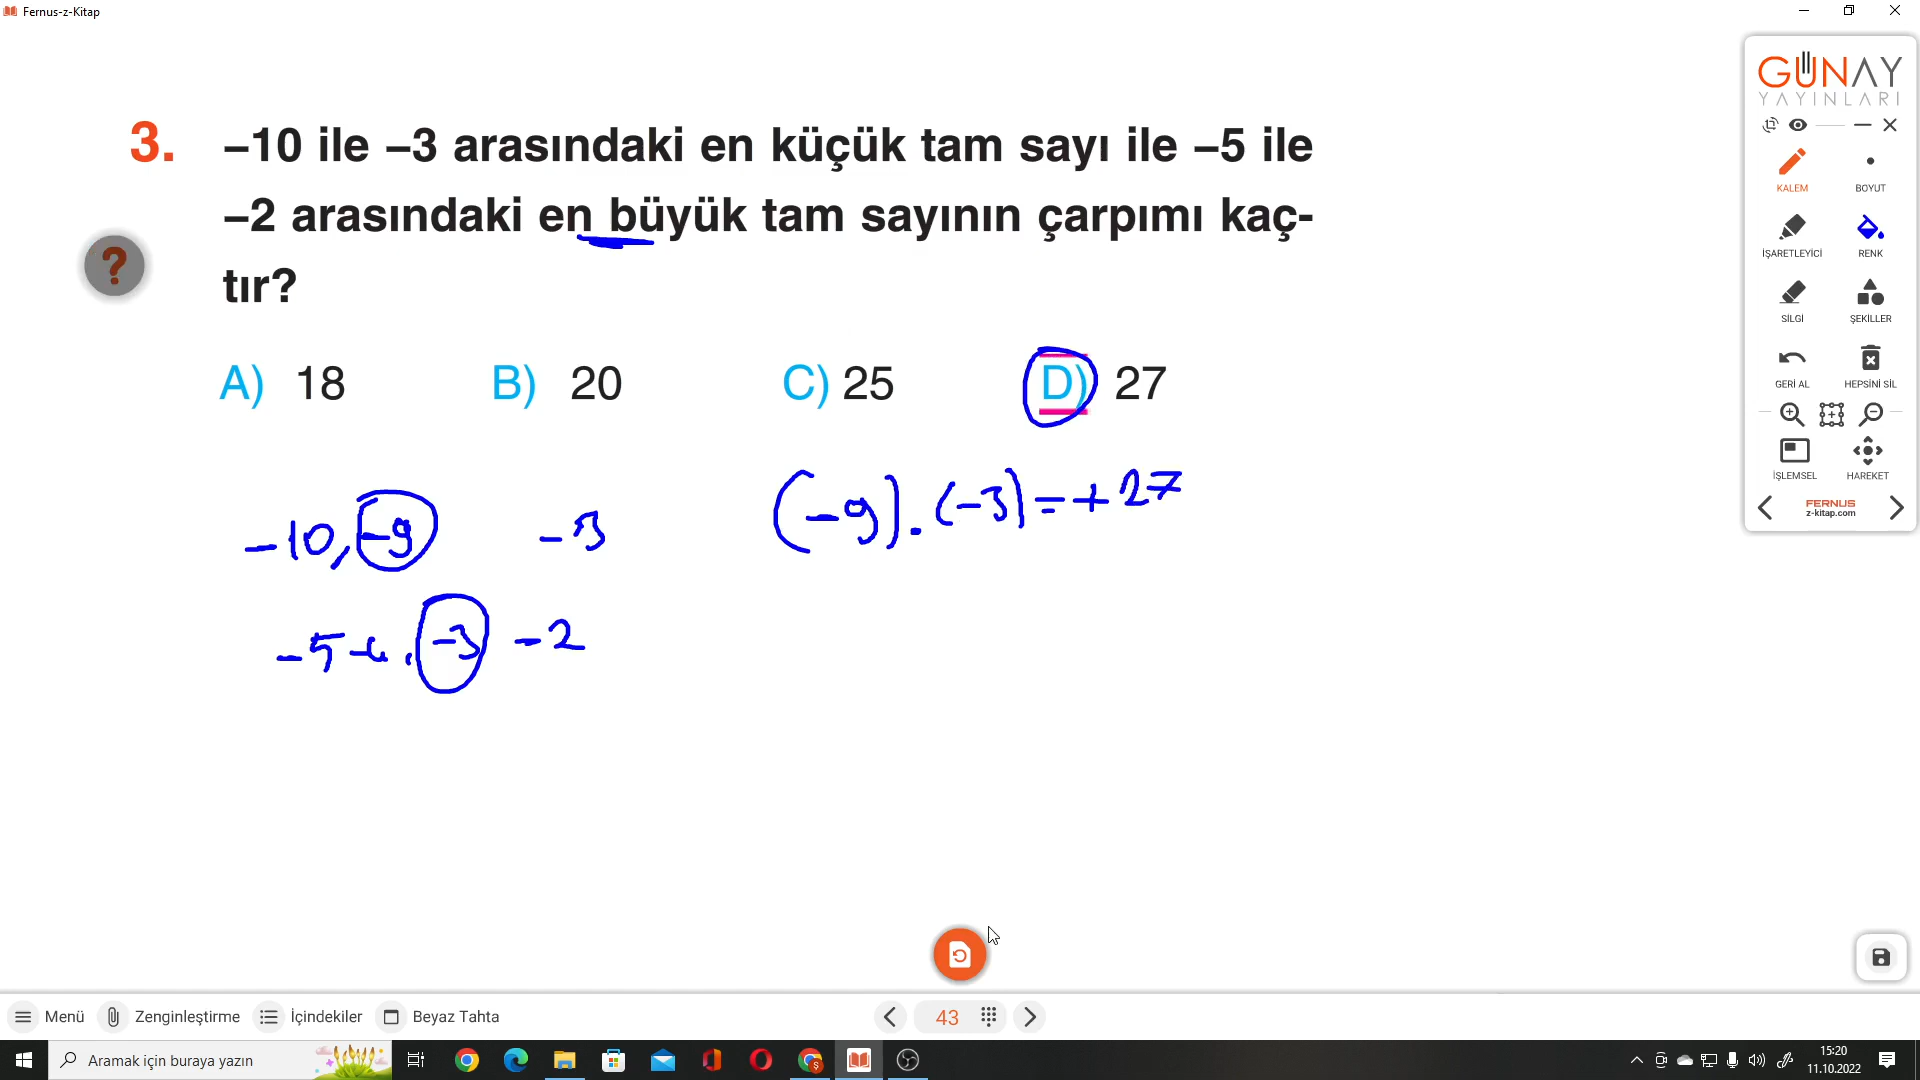 Fernus-z-Kitap
GÜNAY
YAYINLARI
3. –10 ile –3 arasındaki en küçük tam sayı ile –5 ile
–2 arasındaki en büyük tam sayının çarpımı kaç-
tır?
A) 18 B) 20 C) 25 D) 27
(-9).(-3)=+27
-10, -9 -3
-5 -4, -3 -2
KALEM BOYUT
İŞARETLEYİCİ RENK
SİLGİ ŞEKİLLER
GERİ AL HEPSİNİ SİL
İŞLEMSEL HAREKET
FERNUS
z-kitap.com
Menü Zenginleştirme İçindekiler Beyaz Tahta 43
Aramak için buraya yazın
15:20
11.10.2022